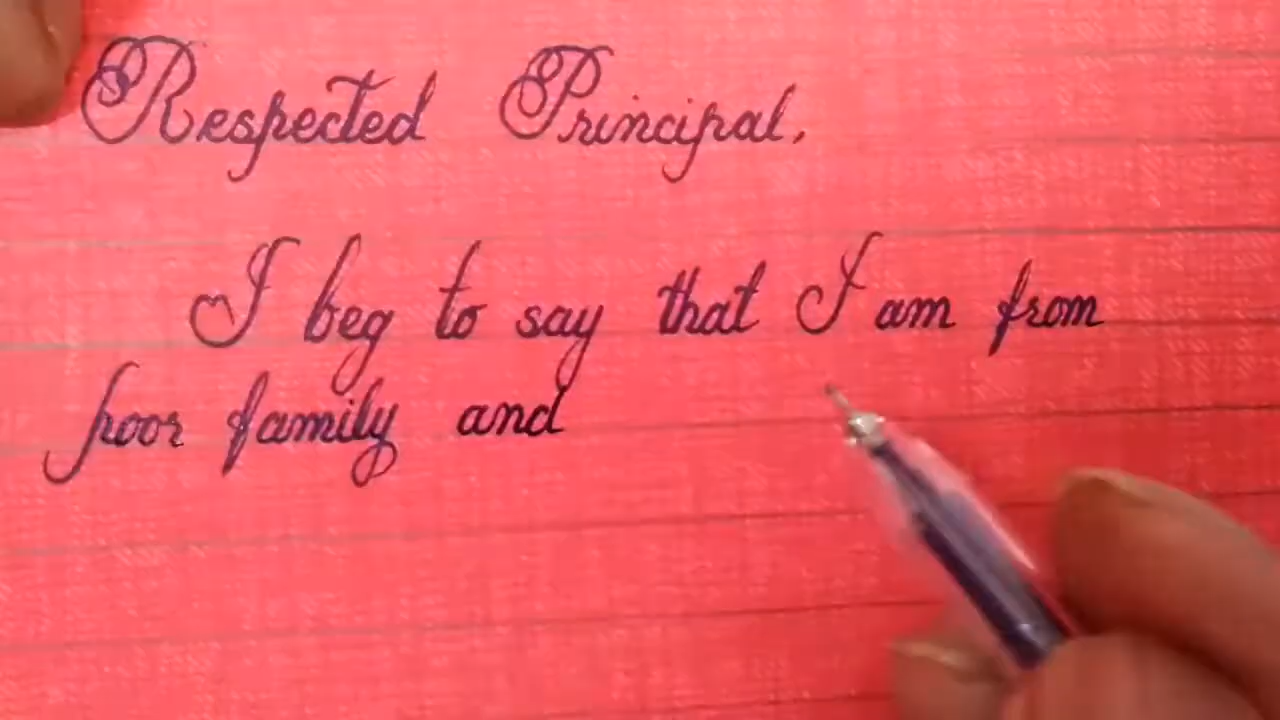 Respected Principal,
I beg to say that I am from
poor family and